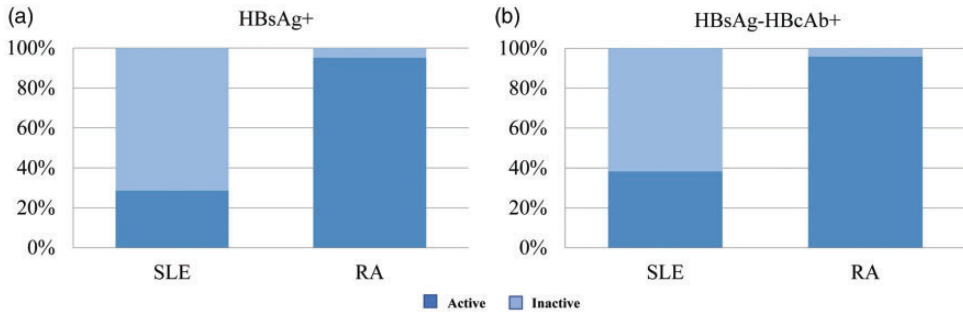 (a)
HBsAg+
100%
80%
60%
40%
20%
0%
SLE RA
(b)
HBsAg-HBcAb+
100%
80%
60%
40%
20%
0%
SLE RA
Active Inactive